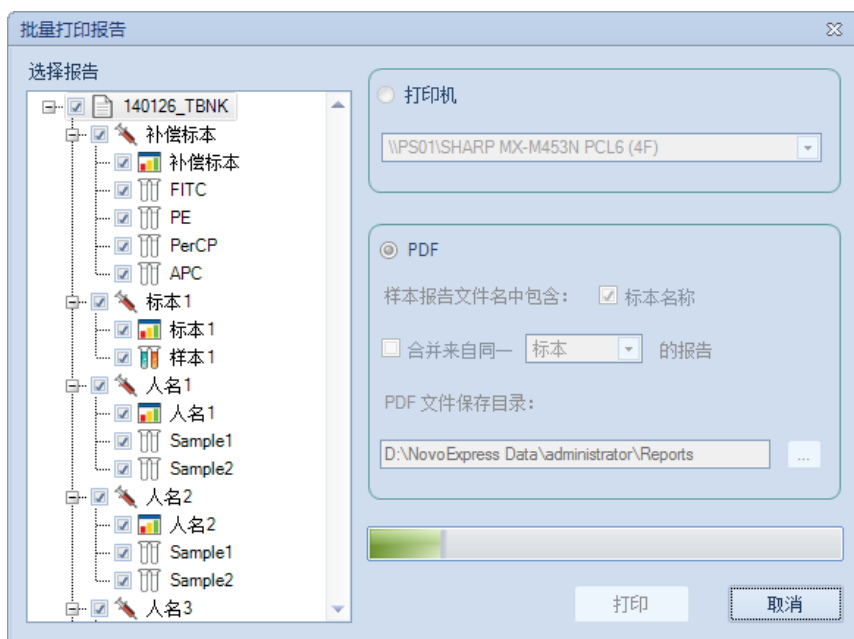 批量打印报告
选择报告
140126_TBNK
补偿标本
补偿标本
FITC
PE
PerCP
APC
标本1
标本1
样本1
人名1
人名1
Sample1
Sample2
人名2
人名2
Sample1
Sample2
人名3
打印机
\\PS01\SHARP MX-M453N PCL6 (4F)
PDF
样本报告文件名中包含： 标本名称
合并来自同一 标本 的报告
PDF 文件保存目录：
D:\NovoExpress Data\administrator\Reports
...
打印 取消